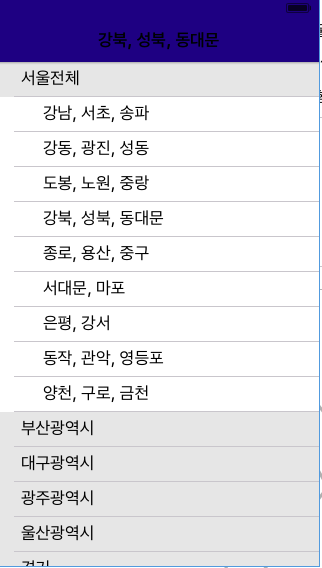 강북, 성북, 동대문
서울전체
강남, 서초, 송파
강동, 광진, 성동
도봉, 노원, 중랑
강북, 성북, 동대문
종로, 용산, 중구
서대문, 마포
은평, 강서
동작, 관악, 영등포
양천, 구로, 금천
부산광역시
대구광역시
광주광역시
울산광역시
경기